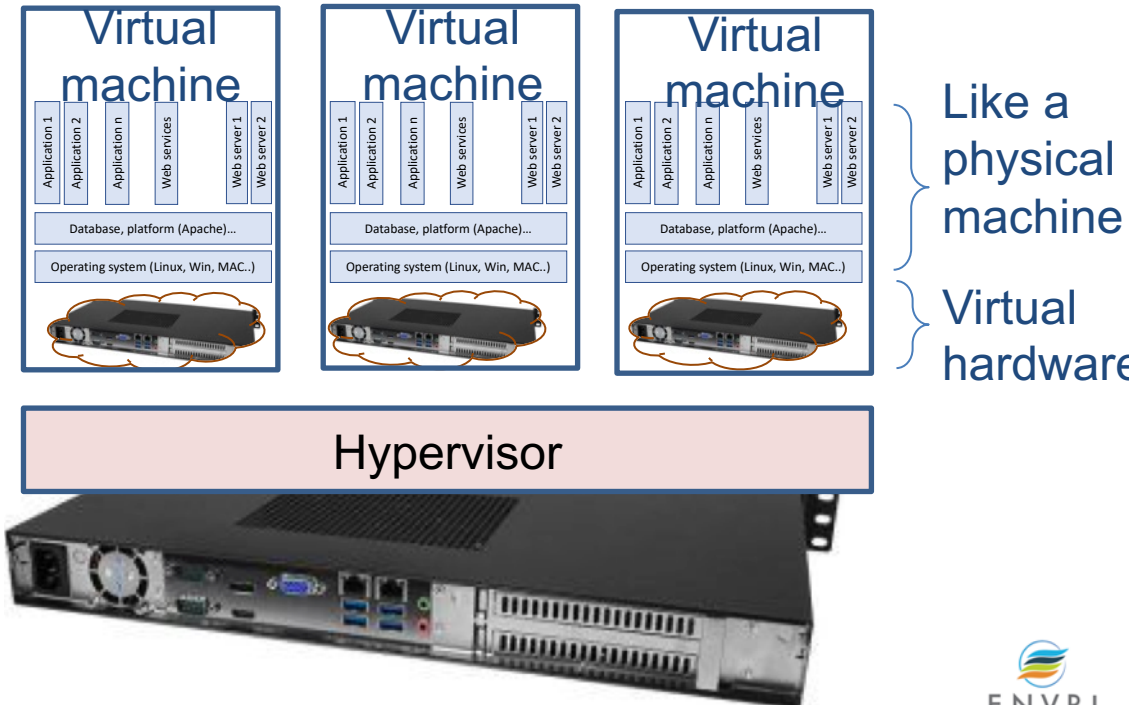 Virtual
machine
Application 1
Application 2
Application n
Web services
Web server 1
Web server 2
Database, platform (Apache)…
Operating system (Linux, Win, MAC..)
Virtual
machine
Application 1
Application 2
Application n
Web services
Web server 1
Web server 2
Database, platform (Apache)…
Operating system (Linux, Win, MAC..)
Virtual
machine
Application 1
Application 2
Application n
Web services
Web server 1
Web server 2
Database, platform (Apache)…
Operating system (Linux, Win, MAC..)
Like a
physical
machine
Virtual
hardware
Hypervisor
ENVRI